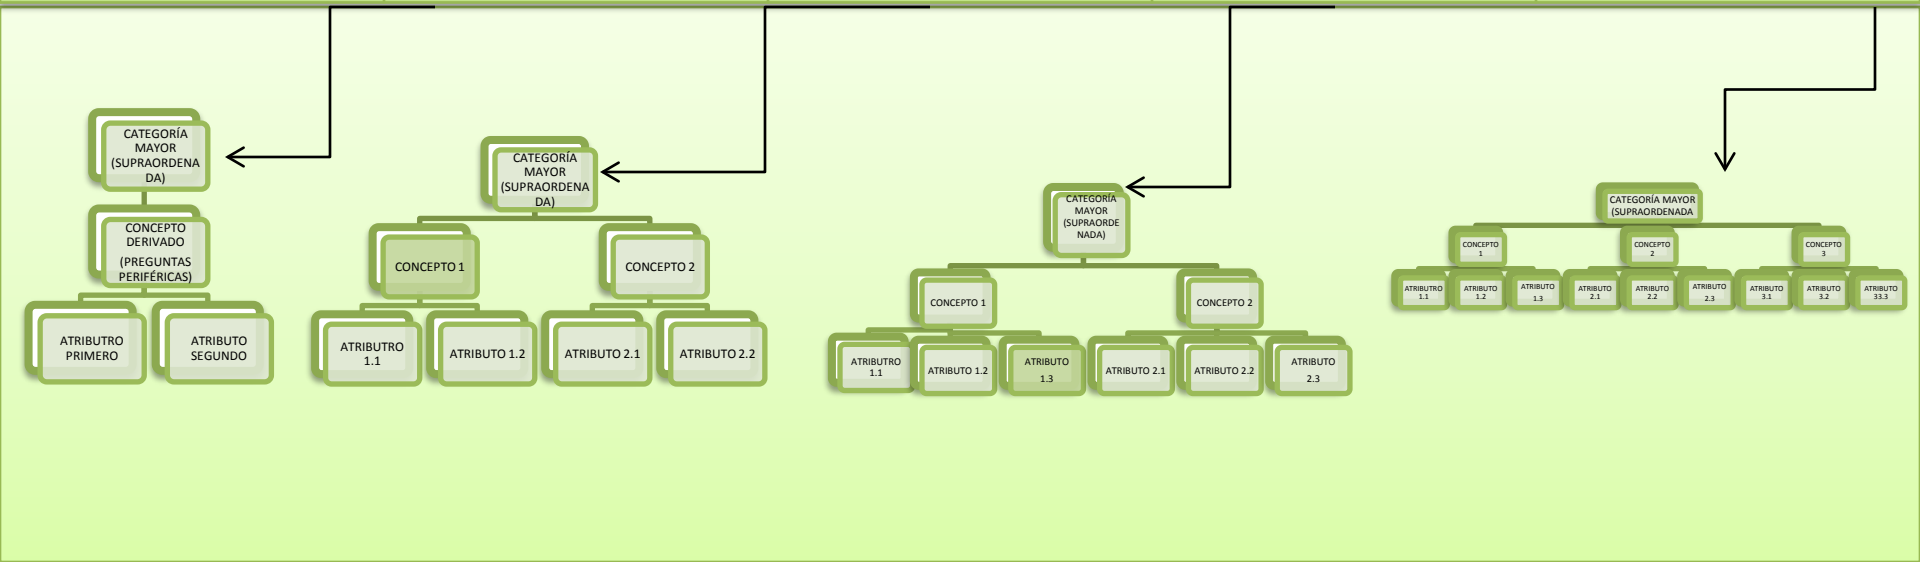 CATEGORÍA
MAYOR
(SUPRAORDENA
DA)
CONCEPTO
DERIVADO
(PREGUNTAS
PERIFÉRICAS)
ATRIBUTRO
PRIMERO
ATRIBUTO
SEGUNDO
CATEGORÍA
MAYOR
(SUPRAORDENA
DA)
CONCEPTO 1
CONCEPTO 2
ATRIBUTRO
1.1
ATRIBUTO 1.2
ATRIBUTO 2.1
ATRIBUTO 2.2
CATEGORÍA
MAYOR
(SUPRAORDE
NADA)
CONCEPTO 1
CONCEPTO 2
ATRIBUTRO
1.1
ATRIBUTO 1.2
ATRIBUTO
1.3
ATRIBUTO 2.1
ATRIBUTO 2.2
ATRIBUTO
2.3
CATEGORÍA MAYOR
(SUPRAORDENADA
CONCEPTO
1
CONCEPTO
2
CONCEPTO
3
ATRIBUTRO
1.1
ATRIBUTO
1.2
ATRIBUTO
1.3
ATRIBUTO
2.1
ATRIBUTO
2.2
ATRIBUTO
2.3
ATRIBUTO
3.1
ATRIBUTO
3.2
ATRIBUTO
33.3